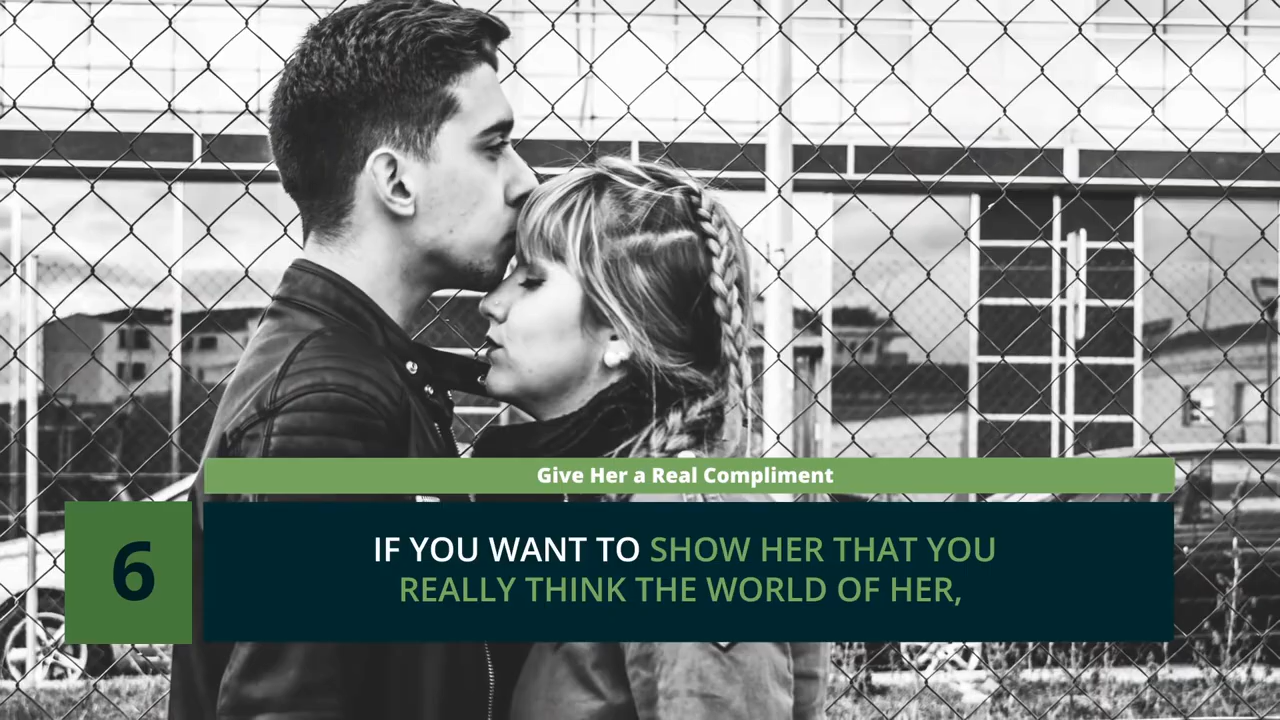 Give Her a Real Compliment
6
IF YOU WANT TO SHOW HER THAT YOU
REALLY THINK THE WORLD OF HER,